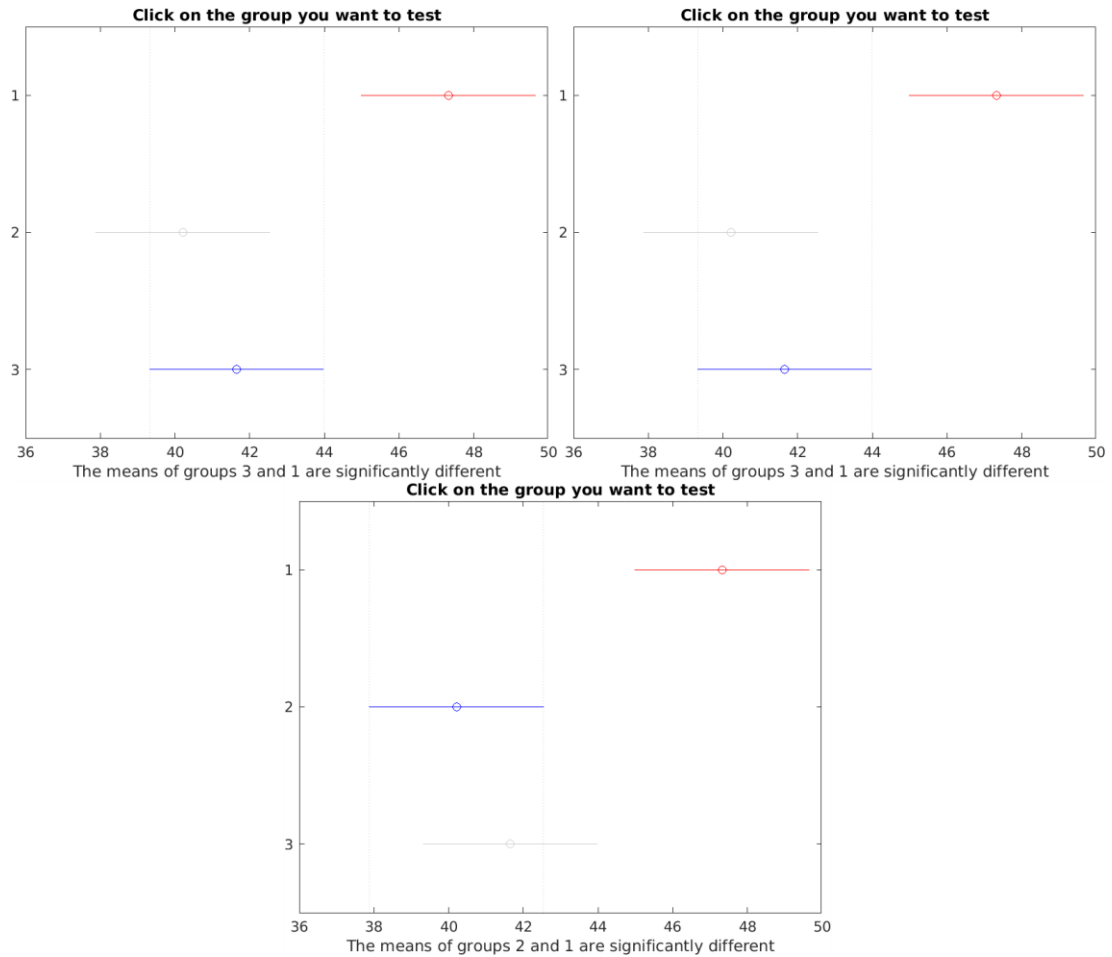 Click on the group you want to test
1
2
3
36 38 40 42 44 46 48 50
The means of groups 3 and 1 are significantly different
Click on the group you want to test
1
2
3
36 38 40 42 44 46 48 50
The means of groups 3 and 1 are significantly different
Click on the group you want to test
1
2
3
36 38 40 42 44 46 48 50
The means of groups 2 and 1 are significantly different